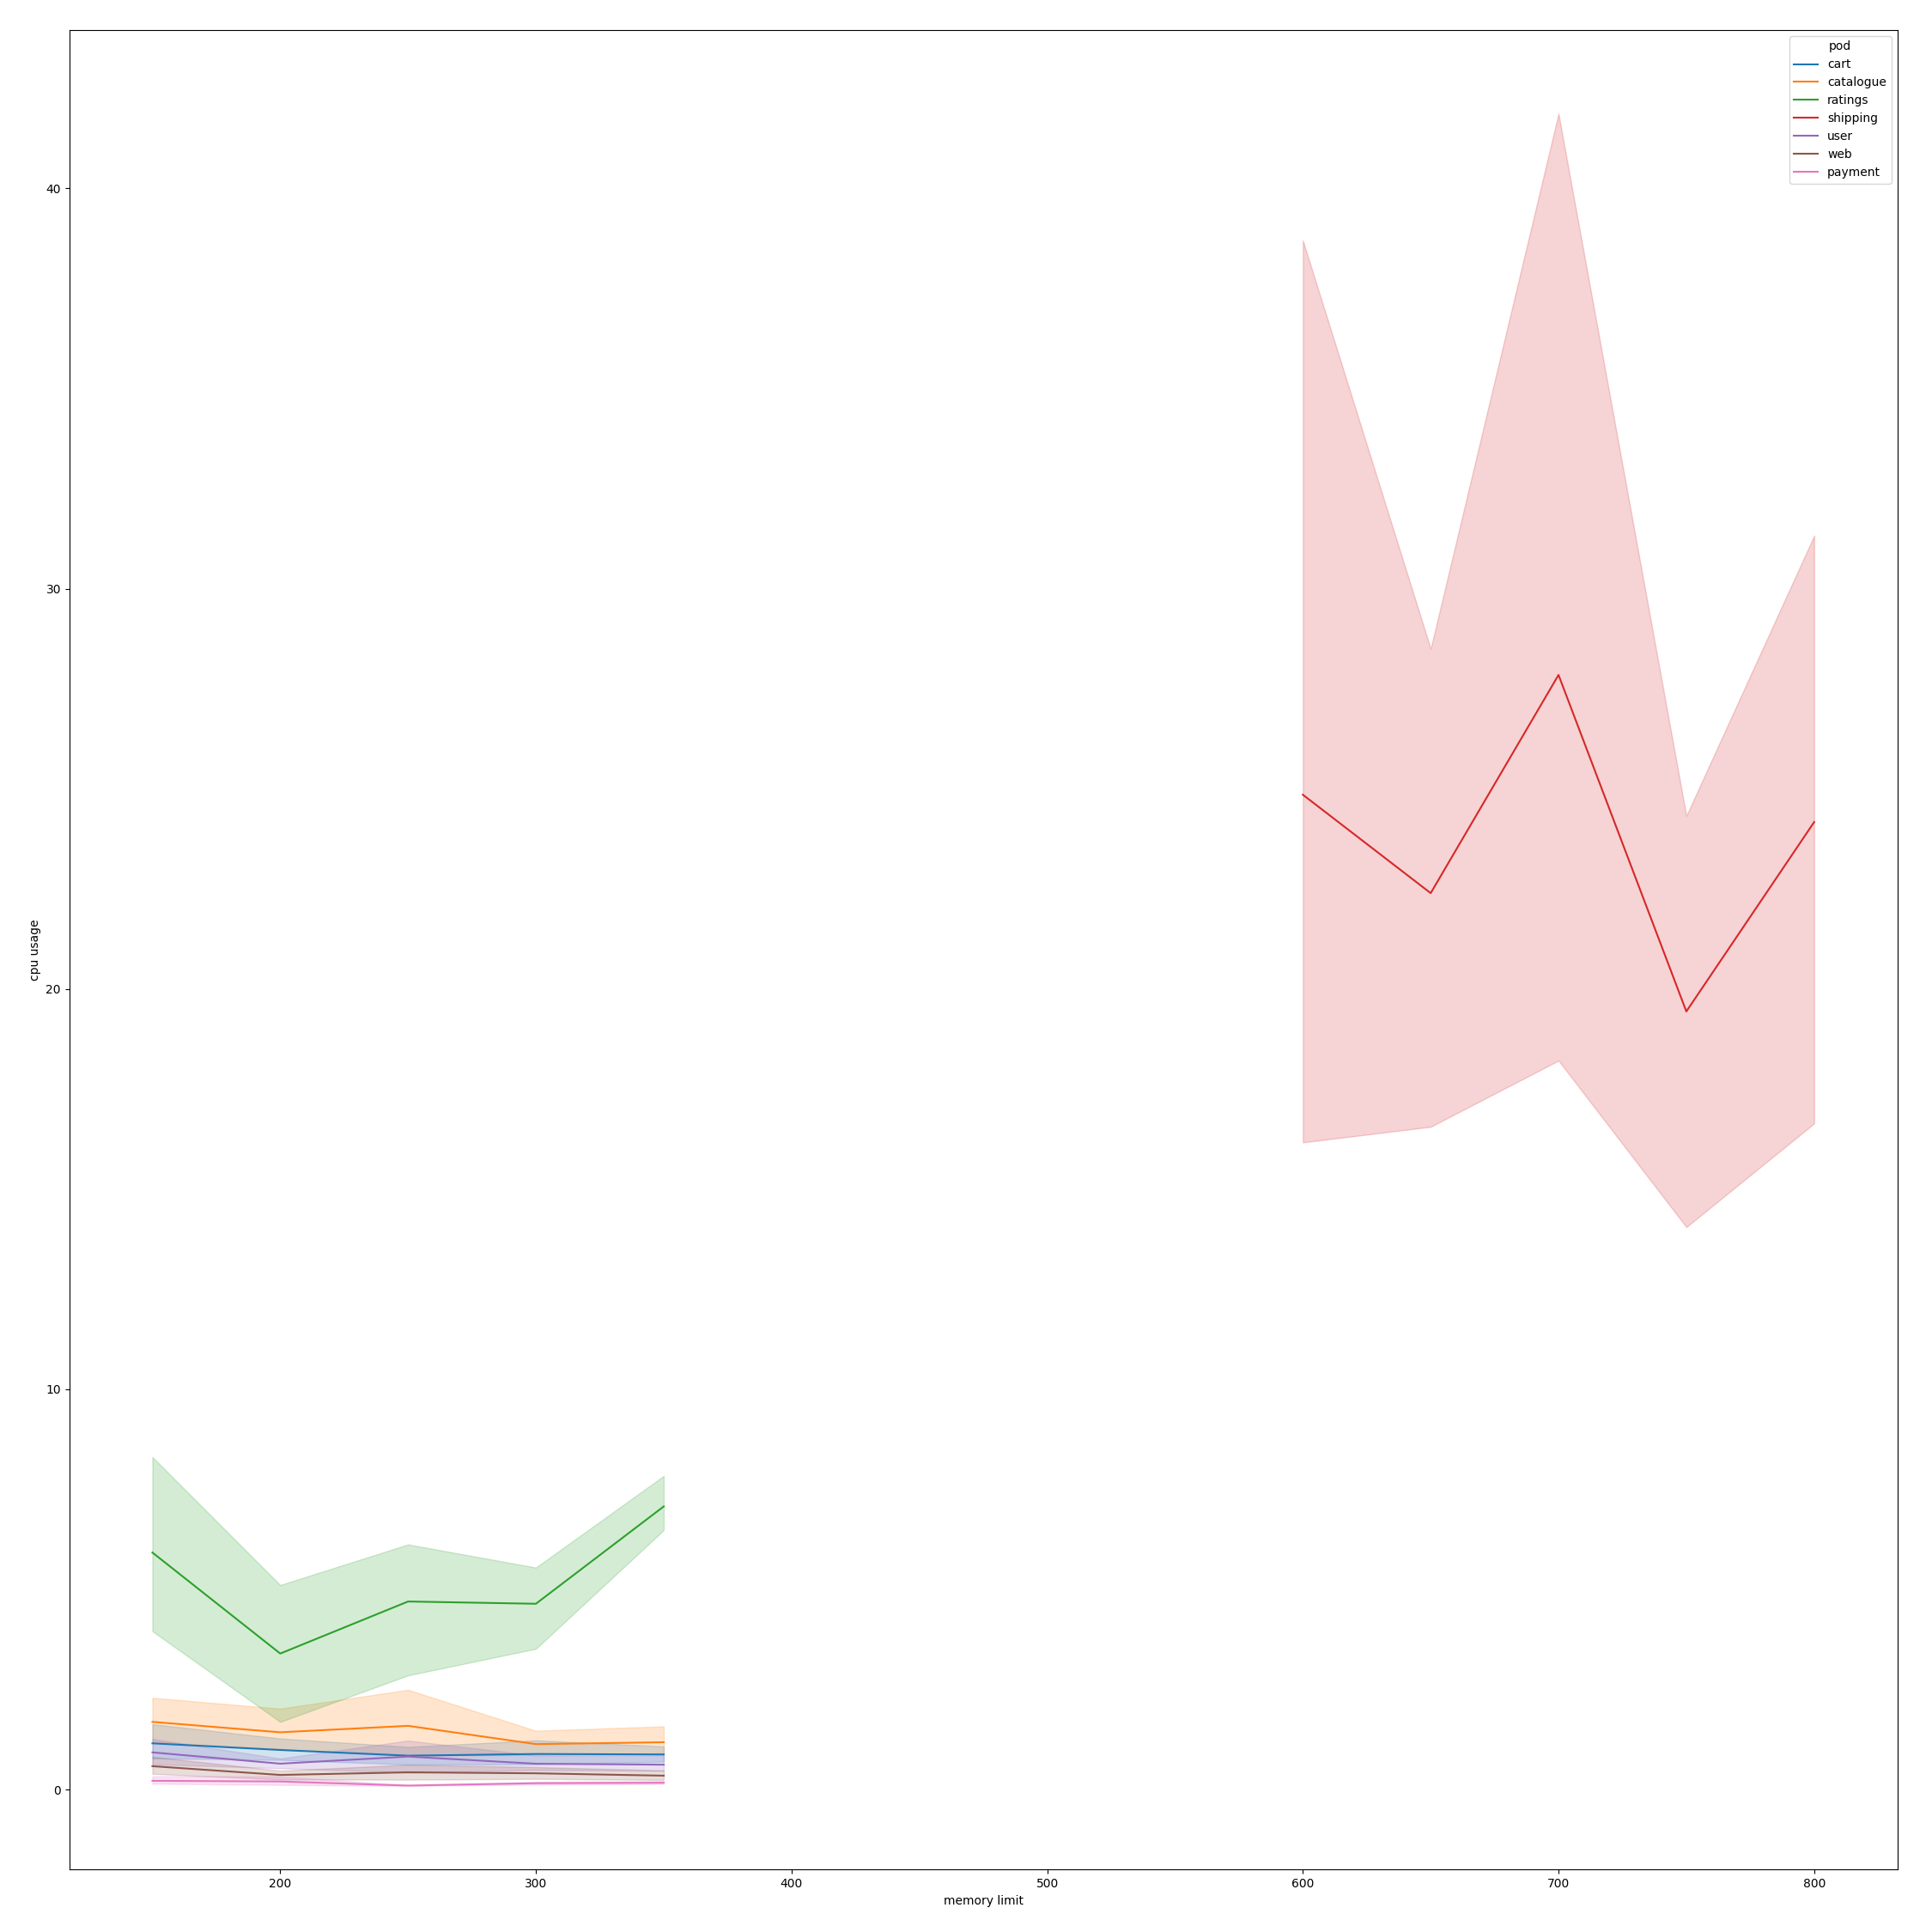 pod
cart
catalogue
ratings
shipping
user
web
payment
40
30
20
10
0
cpu usage
200
300
400
500
600
700
800
memory limit